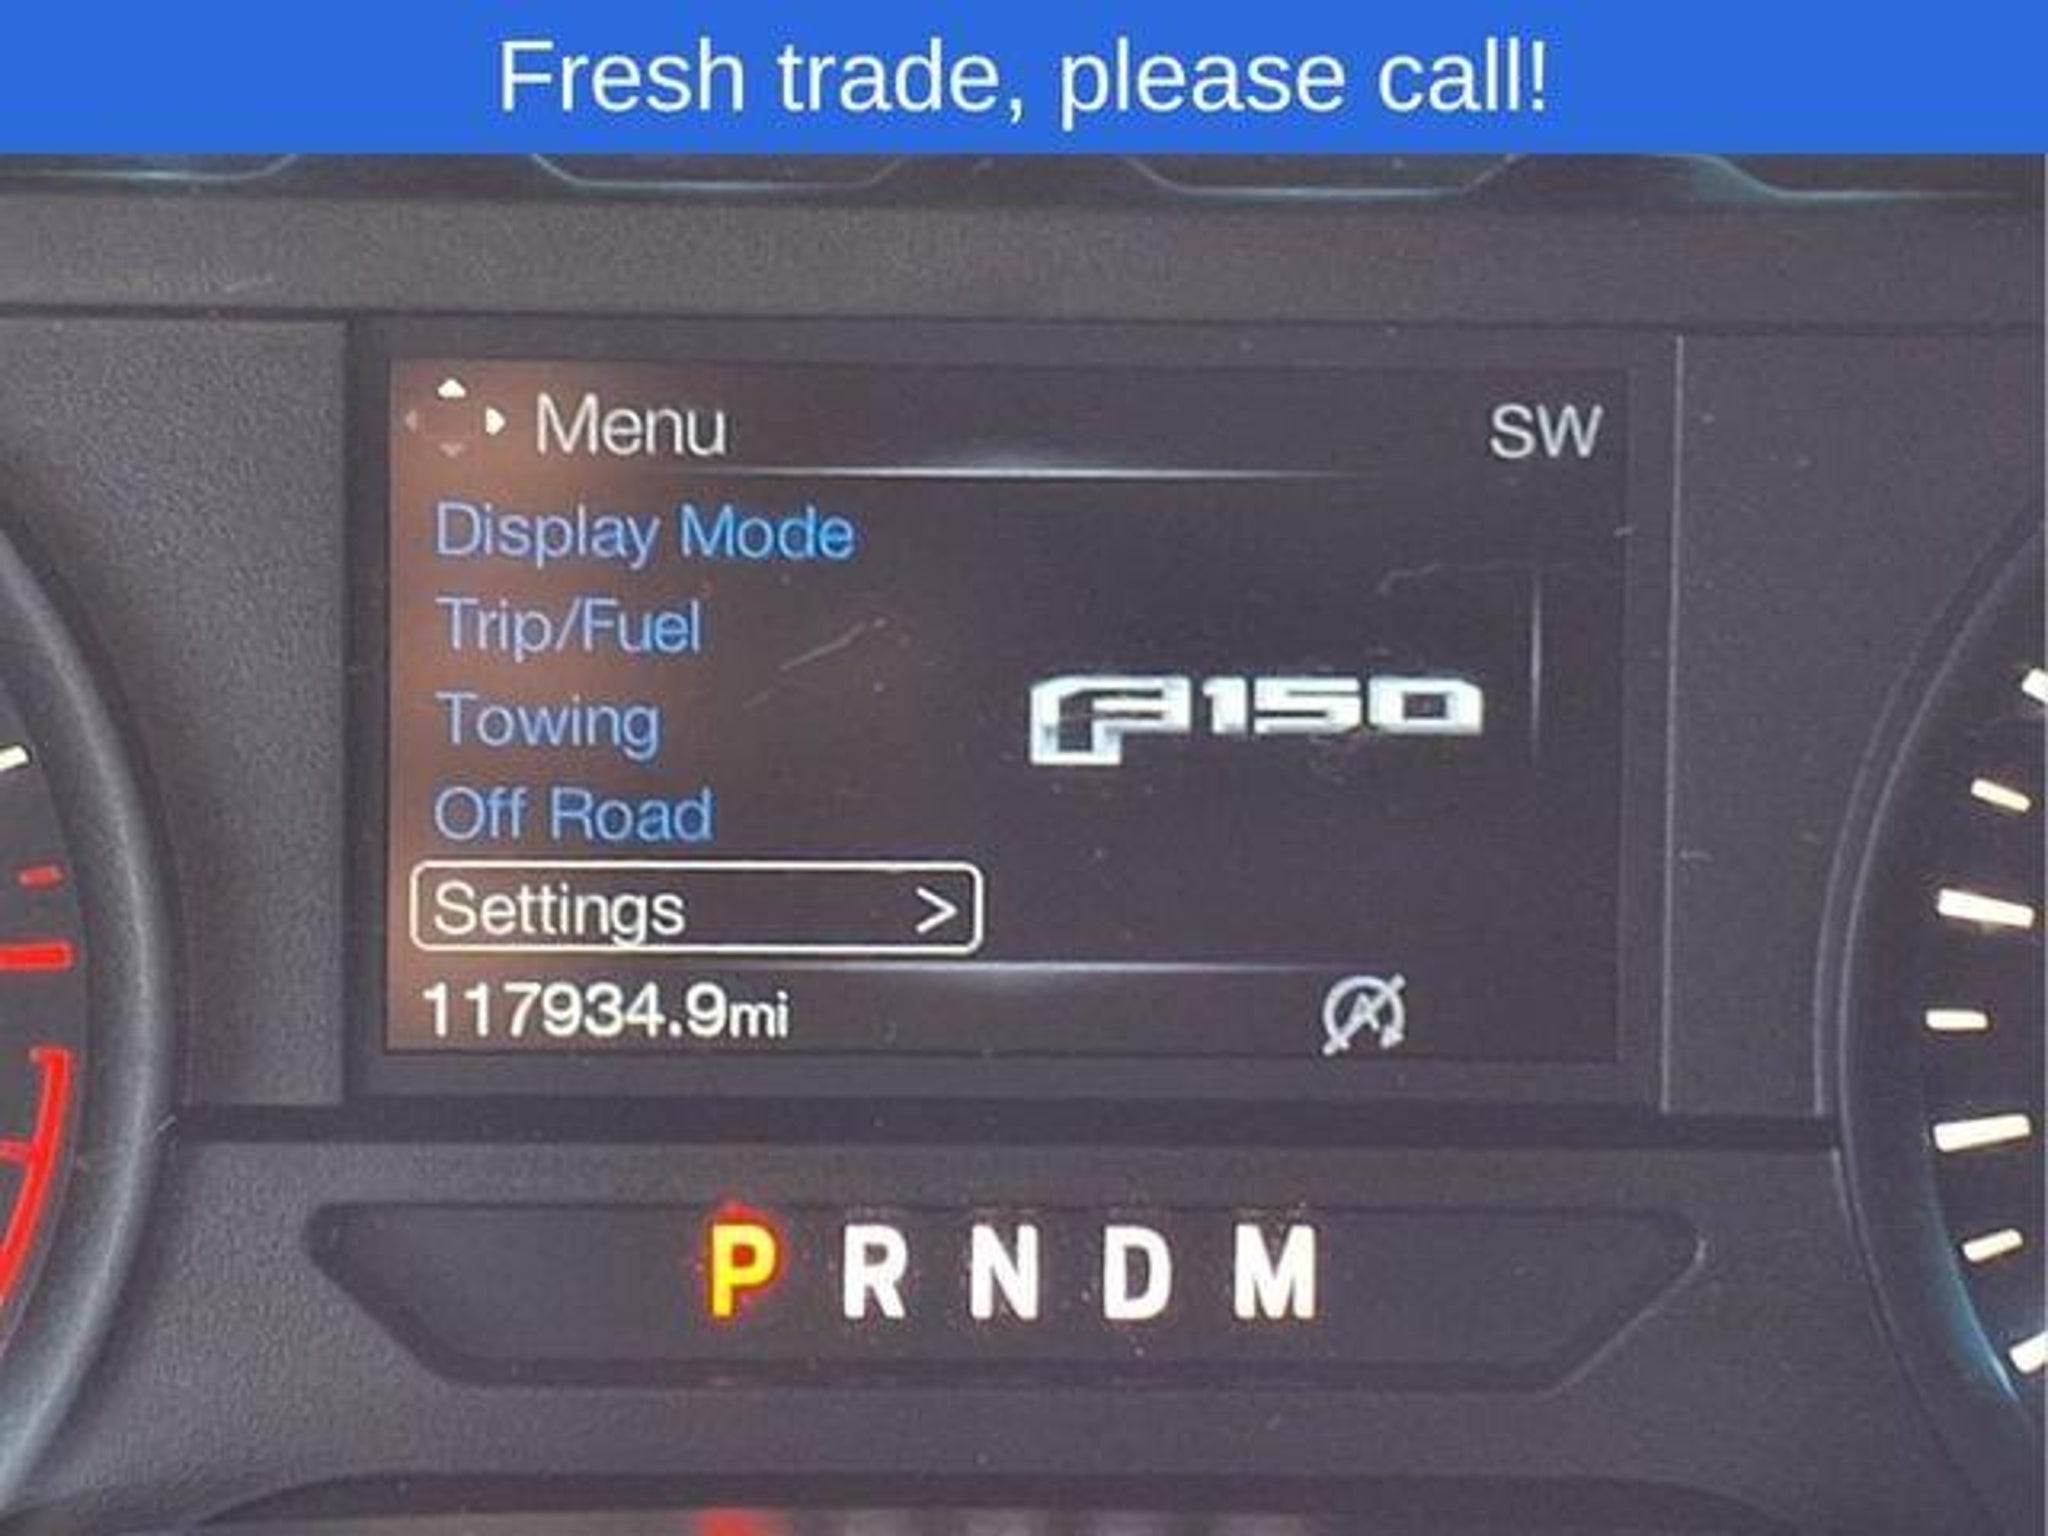 Fresh trade, please call!
Menu
SW
Display Mode
Trip/Fuel
Towing
F150
Off Road
Settings >
117934.9mi
A
P R N D M